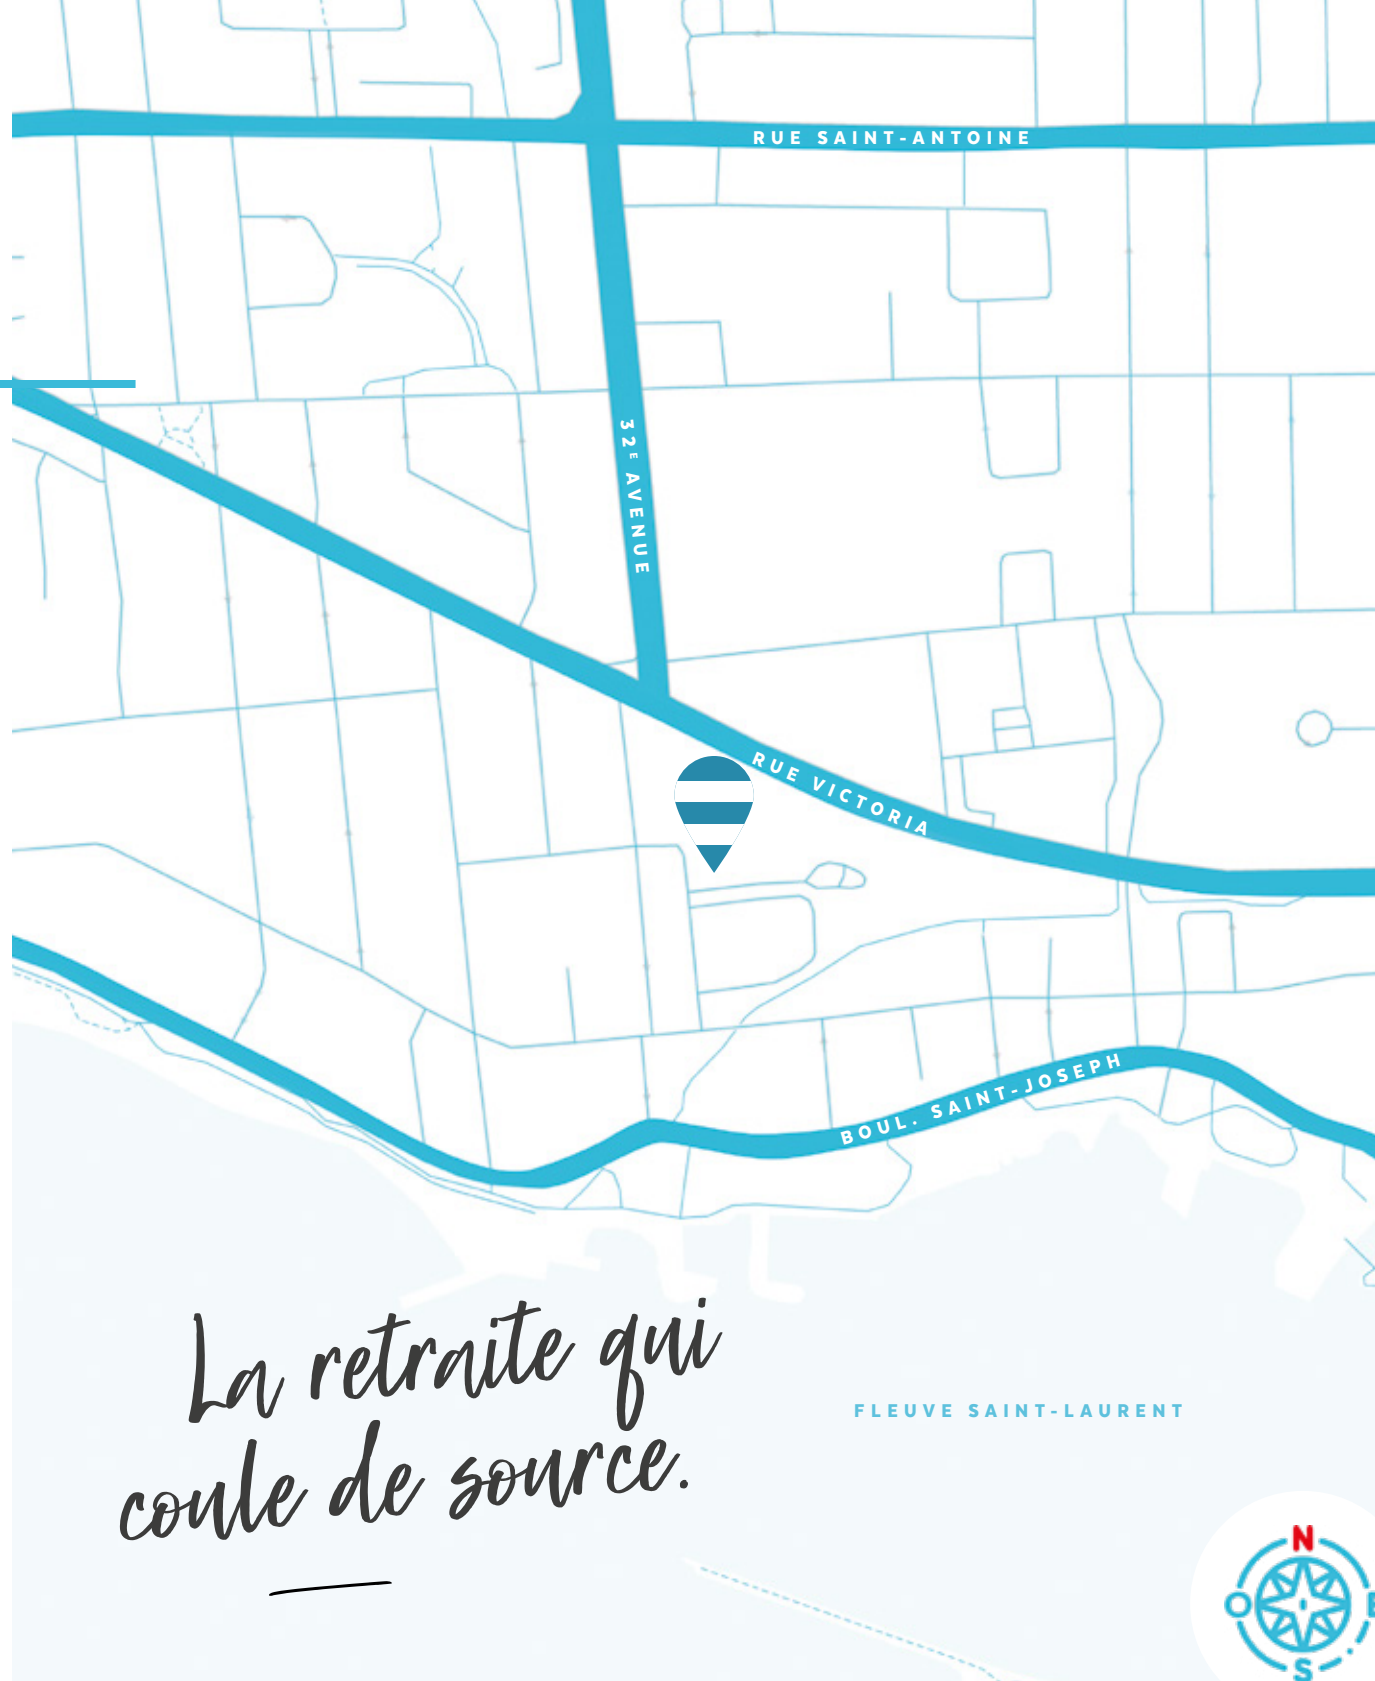 RUE SAINT-ANTOINE
32E AVENUE
RUE VICTORIA
BOUL. SAINT-JOSEPH
La retraite qui
coule de source.
FLEUVE SAINT-LAURENT
N
O E
S